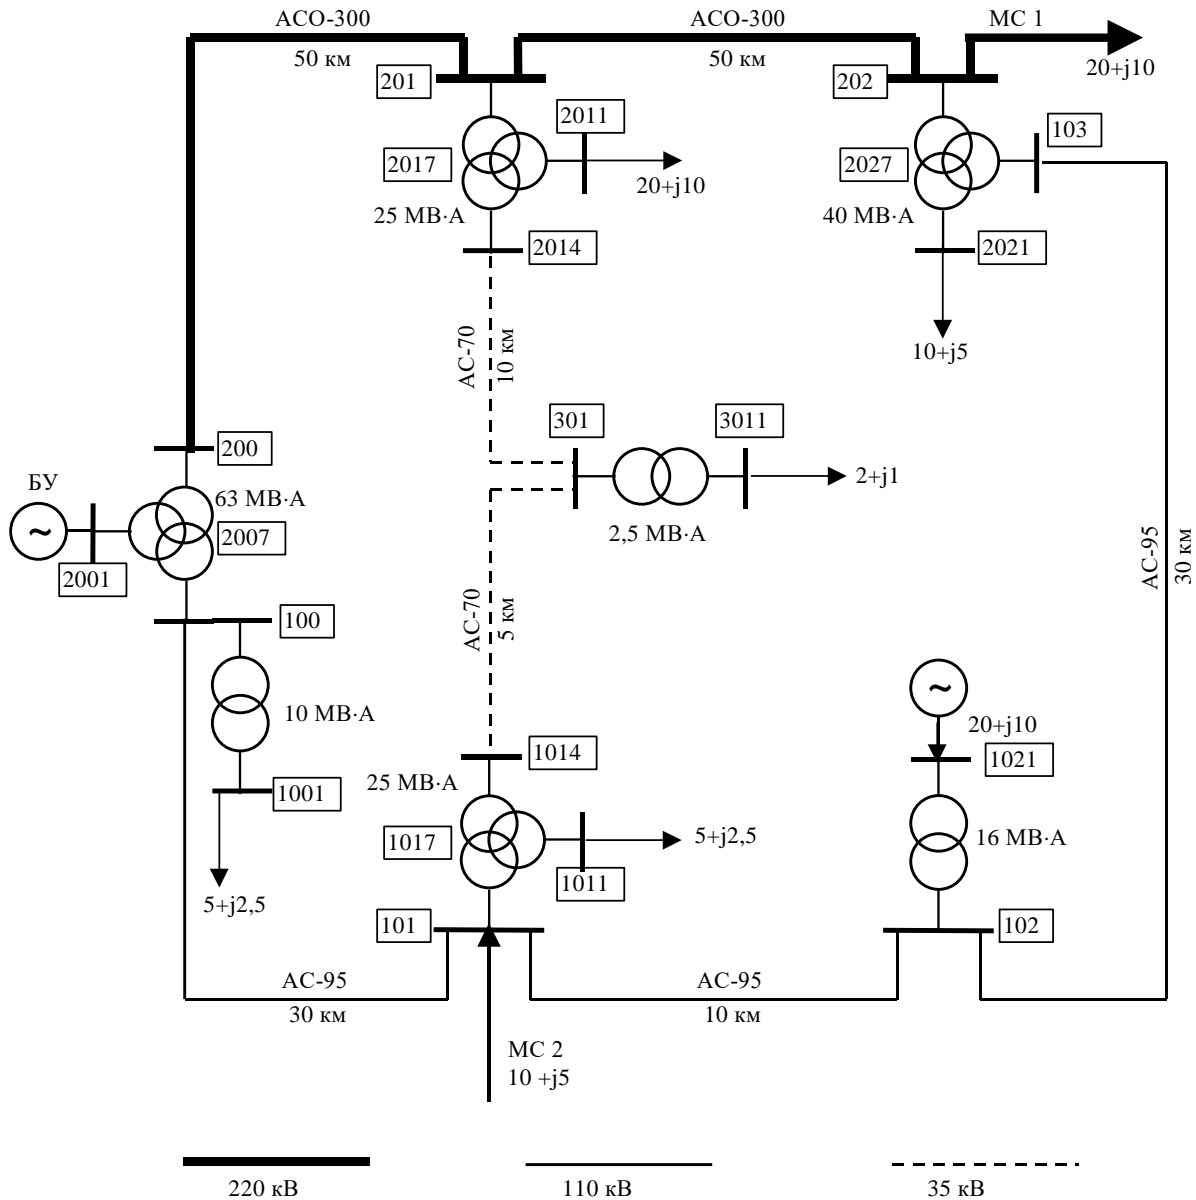 АСО-300
50 км
АСО-300
50 км
МС 1
20+j10
201
202
2011
103
2017
20+j10
25 МВ·А
2027
40 МВ·А
2014
2021
10+j5
АС-70
10 км
301
3011
2+j1
2,5 МВ·А
200
БУ
63 МВ·А
2007
~
2001
АС-95
30 км
АС-70
5 км
100
10 МВ·А
1001
5+j2,5
~
20+j10
1021
16 МВ·А
102
1014
25 МВ·А
1017
5+j2,5
1011
101
АС-95
30 км
АС-95
10 км
МС 2
10 +j5
220 кВ
110 кВ
35 кВ